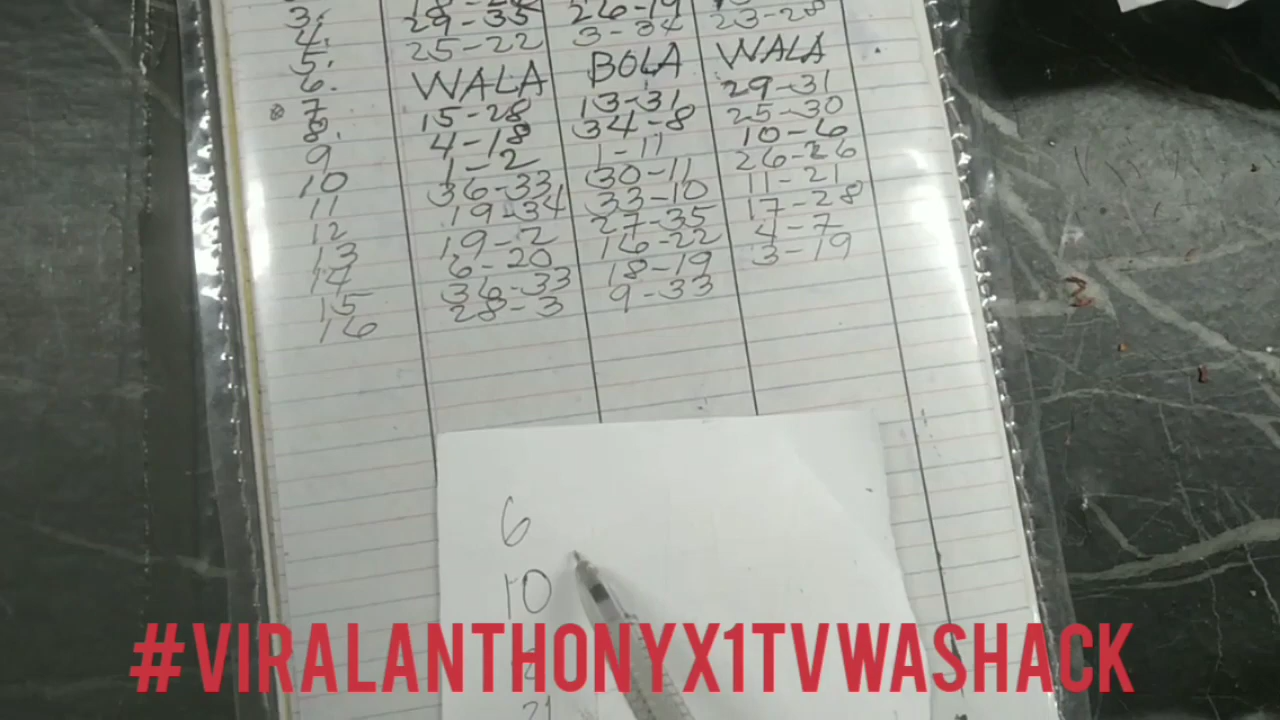 3. 29-35 26-19
4. 25-22 3-34 23-28
5.
6. WALA BOLA WALA
7 15-28 13-31 29-31
8. 4-18 34-8 25-30
9 1-2 1-11 10-6
10 36-33 30-11 26-26
11 19-34 33-10 11-21
12 19-2 27-35 17-28
13 6-20 16-22 4-7
14 36-33 18-19 3-19
15 28-3 9-33
16
6
10
21
#VIRALANTHONYX1TVWASHACK